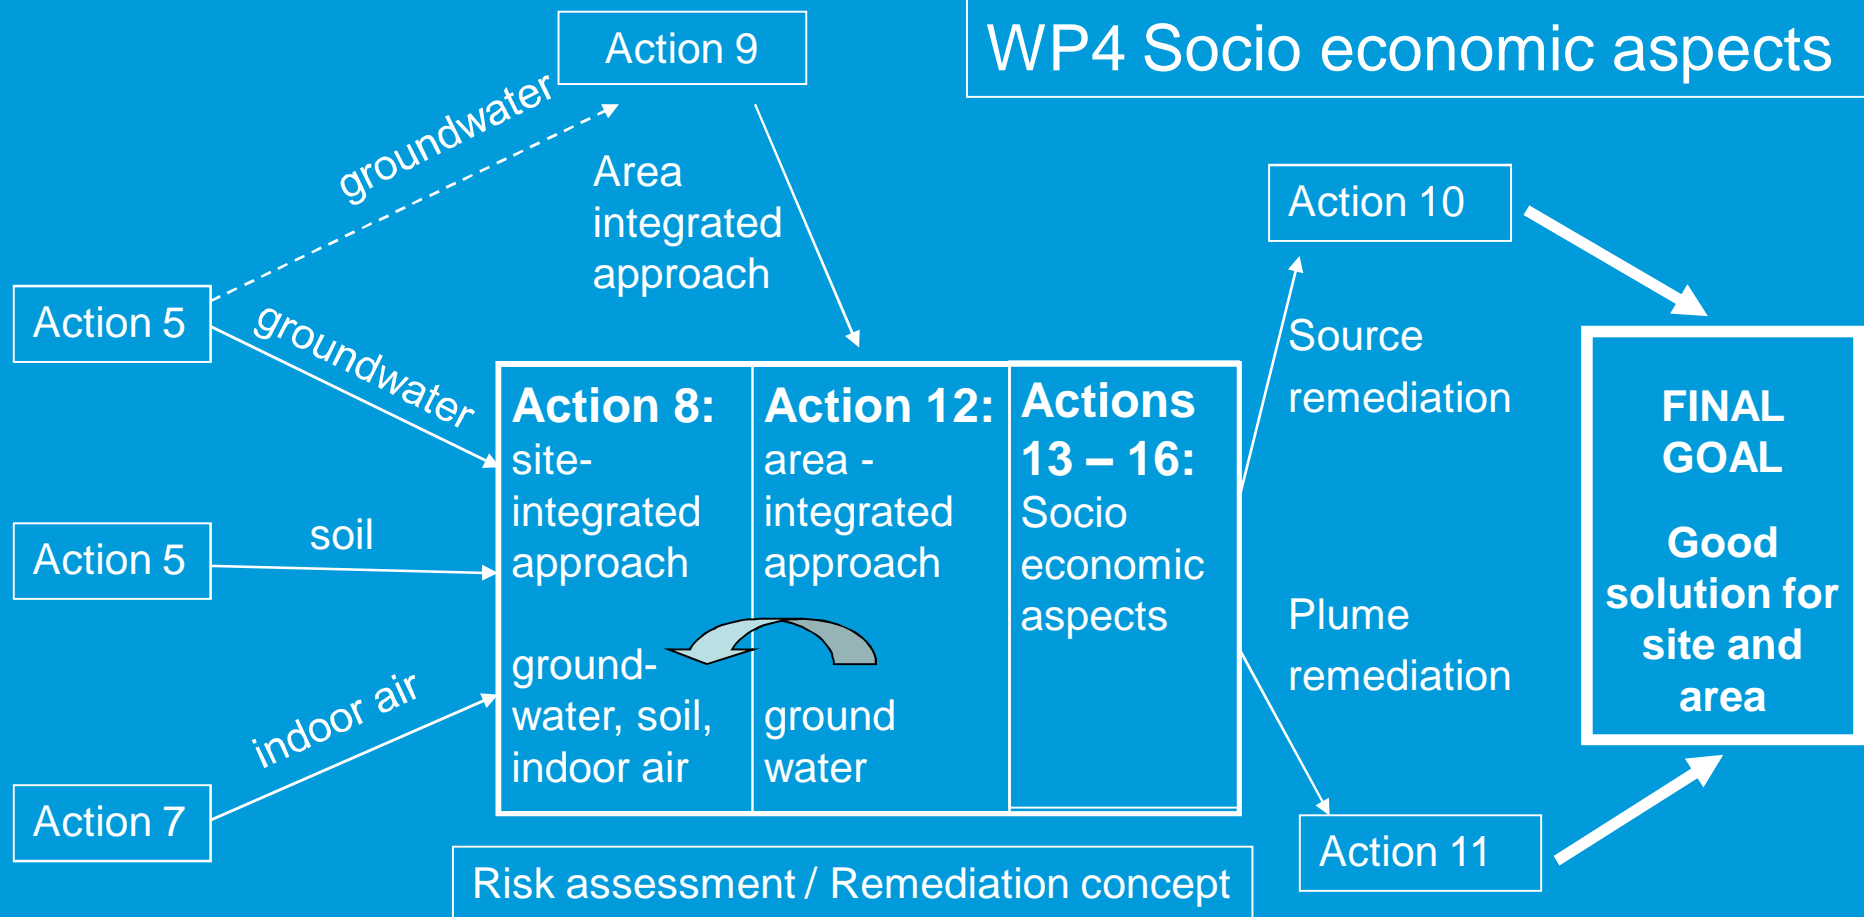 WP4 Socio economic aspects
Action 9
groundwater
Area
integrated
approach
Action 5
groundwater
Action 5
soil
Action 7
indoor air
Action 8:
site-
integrated
approach
ground-
water, soil,
indoor air
Action 12:
area -
integrated
approach
ground
water
Actions
13 – 16:
Socio
economic
aspects
Risk assessment / Remediation concept
Action 10
Source
remediation
Plume
remediation
Action 11
FINAL
GOAL
Good
solution for
site and
area